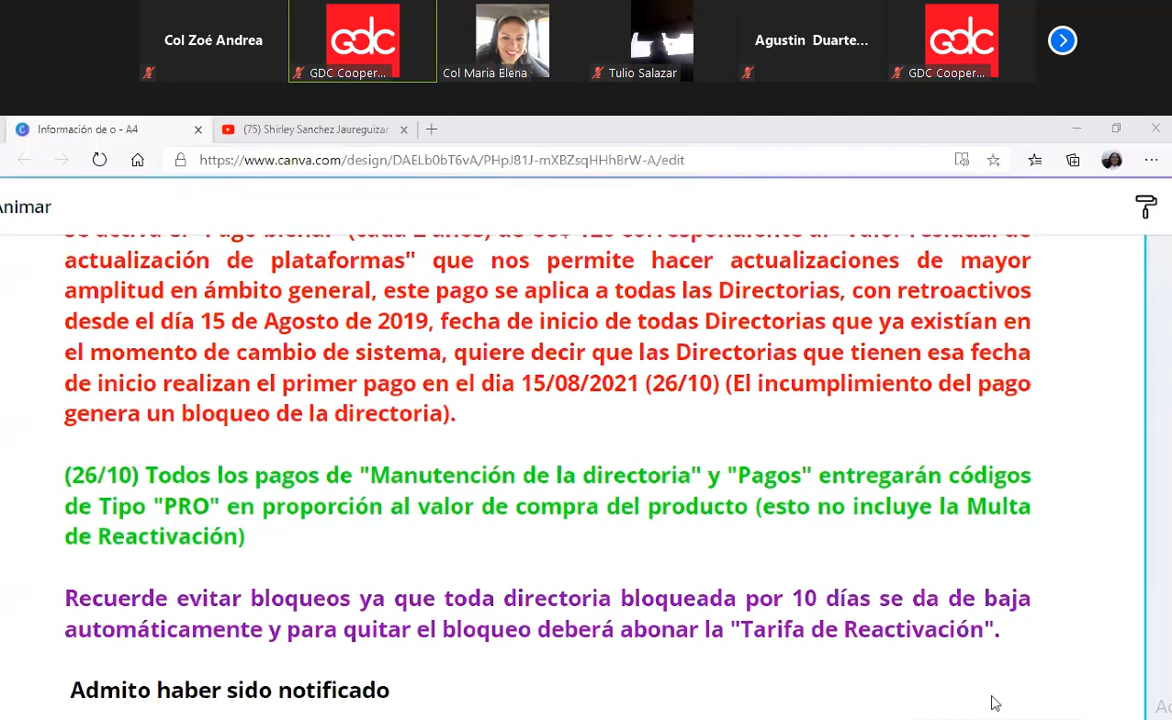 Col Zoé Andrea
gdc
GDC Cooper...
Col Maria Elena
Tulio Salazar
Agustin Duarte...
gdc
GDC Cooper...
Información de o - A4
(75) Shirley Sanchez Jaureguizar
https://www.canva.com/design/DAELb0bT6vA/PHpJ81J-mXBZsqHHhBrW-A/edit
Animar
actualización de plataformas" que nos permite hacer actualizaciones de mayor
amplitud en ámbito general, este pago se aplica a todas las Directorias, con retroactivos
desde el día 15 de Agosto de 2019, fecha de inicio de todas Directorias que ya existían en
el momento de cambio de sistema, quiere decir que las Directorias que tienen esa fecha
de inicio realizan el primer pago en el dia 15/08/2021 (26/10) (El incumplimiento del pago
genera un bloqueo de la directoria).
(26/10) Todos los pagos de "Manutención de la directoria" y "Pagos" entregarán códigos
de Tipo "PRO" en proporción al valor de compra del producto (esto no incluye la Multa
de Reactivación)
Recuerde evitar bloqueos ya que toda directoria bloqueada por 10 días se da de baja
automáticamente y para quitar el bloqueo deberá abonar la "Tarifa de Reactivación".
Admito haber sido notificado